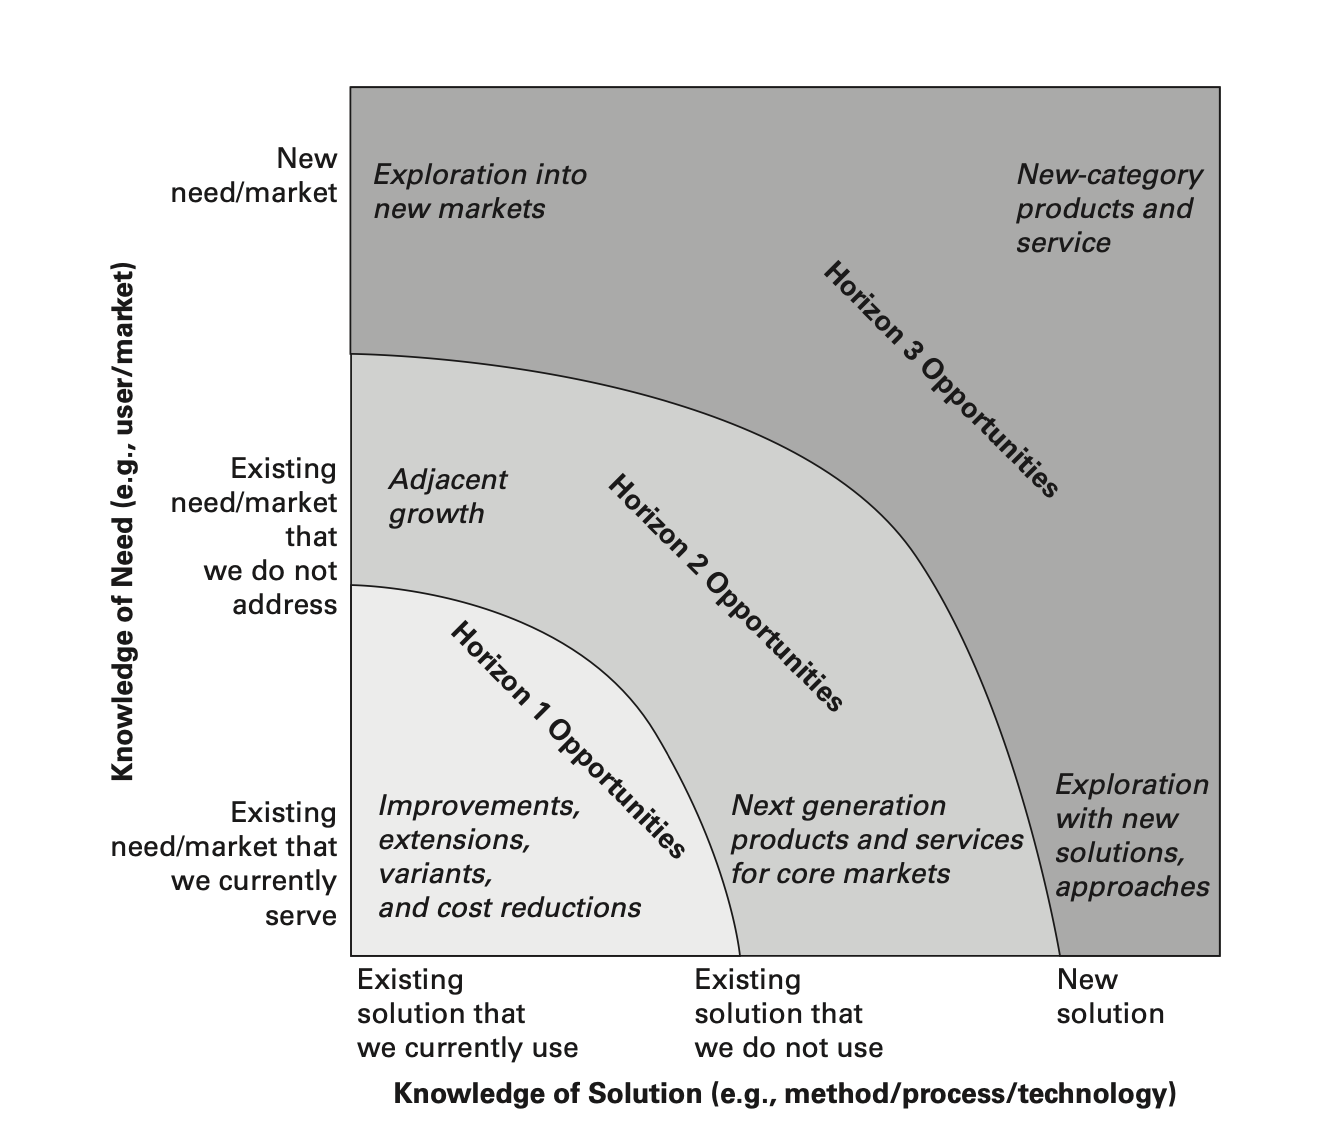 New
need/market
Exploration into
new markets
New-category
products and
service
Horizon 3 Opportunities
Knowledge of Need (e.g., user/market)
Existing
need/market
that
we do not
address
Adjacent
growth
Horizon 2 Opportunities
Horizon 1 Opportunities
Existing
need/market that
we currently
serve
Improvements,
extensions,
variants,
and cost reductions
Next generation
products and services
for core markets
Exploration
with new
solutions,
approaches
Existing
solution that
we currently use
Existing
solution that
we do not use
New
solution
Knowledge of Solution (e.g., method/process/technology)